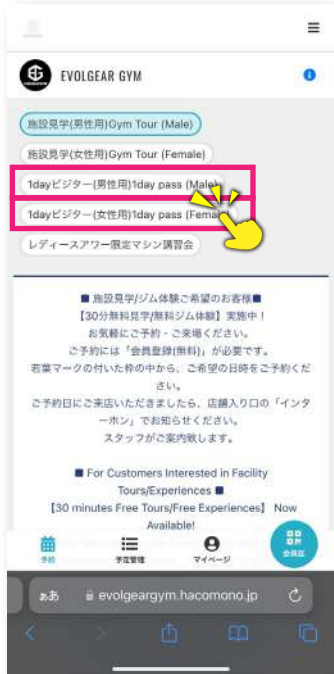 EVOLGEAR GYM
施設見学(男性用)Gym Tour (Male)
施設見学(女性用)Gym Tour (Female)
1dayビジター(男性用)1day pass (Male)
1dayビジター(女性用)1day pass (Fema
レディースアワー限定マシン講習会
■ 施設見学/ジム体験ご希望のお客様■
【30分無料見学/無料ジム体験】実施中！
お気軽にご予約・ご来場ください。
ご予約には「会員登録(無料)」が必要です。
若葉マークの付いた枠の中から、ご希望の日時をご予約くだ
さい。
ご予約日にご来店いただきましたら、店舗入り口の「インタ
ーホン」でお知らせください。
スタッフがご案内致します。
■ For Customers Interested in Facility
Tours/Experiences ■
【30 minutes Free Tours/Free Experiences】 Now
Available!
予約
予定管理
マイページ
会員証
ぁあ
evolgeargym.hacomono.jp